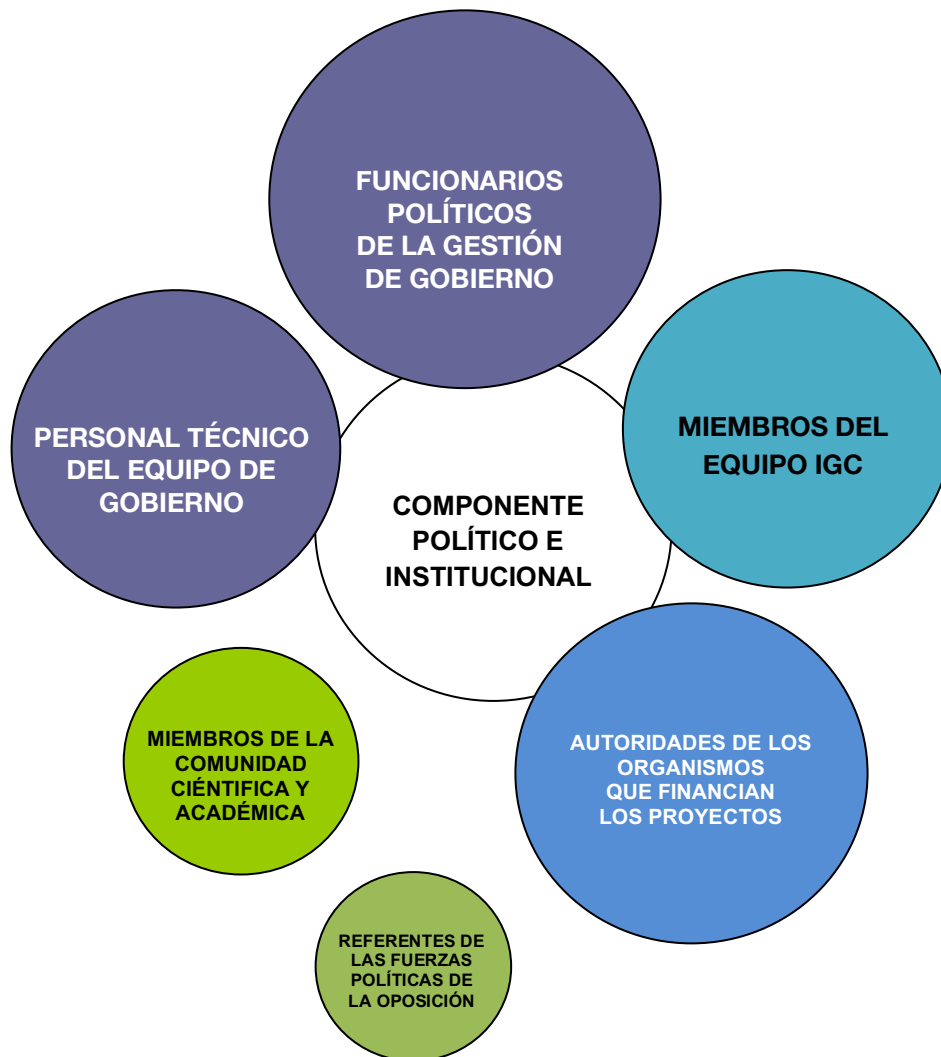 FUNCIONARIOS
POLÍTICOS
DE LA GESTIÓN
DE GOBIERNO
PERSONAL TÉCNICO
DEL EQUIPO DE
GOBIERNO
MIEMBROS DEL
EQUIPO IGC
COMPONENTE
POLÍTICO E
INSTITUCIONAL
MIEMBROS DE LA
COMUNIDAD
CIÉNTIFICA Y
ACADÉMICA
AUTORIDADES DE LOS
ORGANISMOS
QUE FINANCIAN
LOS PROYECTOS
REFERENTES DE
LAS FUERZAS
POLÍTICAS DE
LA OPOSICIÓN